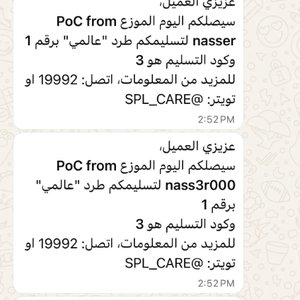 عزيزي العميل،
سيصلكم اليوم الموزع PoC from
nasser لتسليمكم طرد "عالمي" برقم 1
وكود التسليم هو 3
للمزيد من المعلومات، اتصل: 19992 او
تويتر: @SPL_CARE
2:52 PM
عزيزي العميل،
سيصلكم اليوم الموزع PoC from
nass3r000 لتسليمكم طرد "عالمي"
برقم 1
وكود التسليم هو 3
للمزيد من المعلومات، اتصل: 19992 او
تويتر: @SPL_CARE
2:52 PM